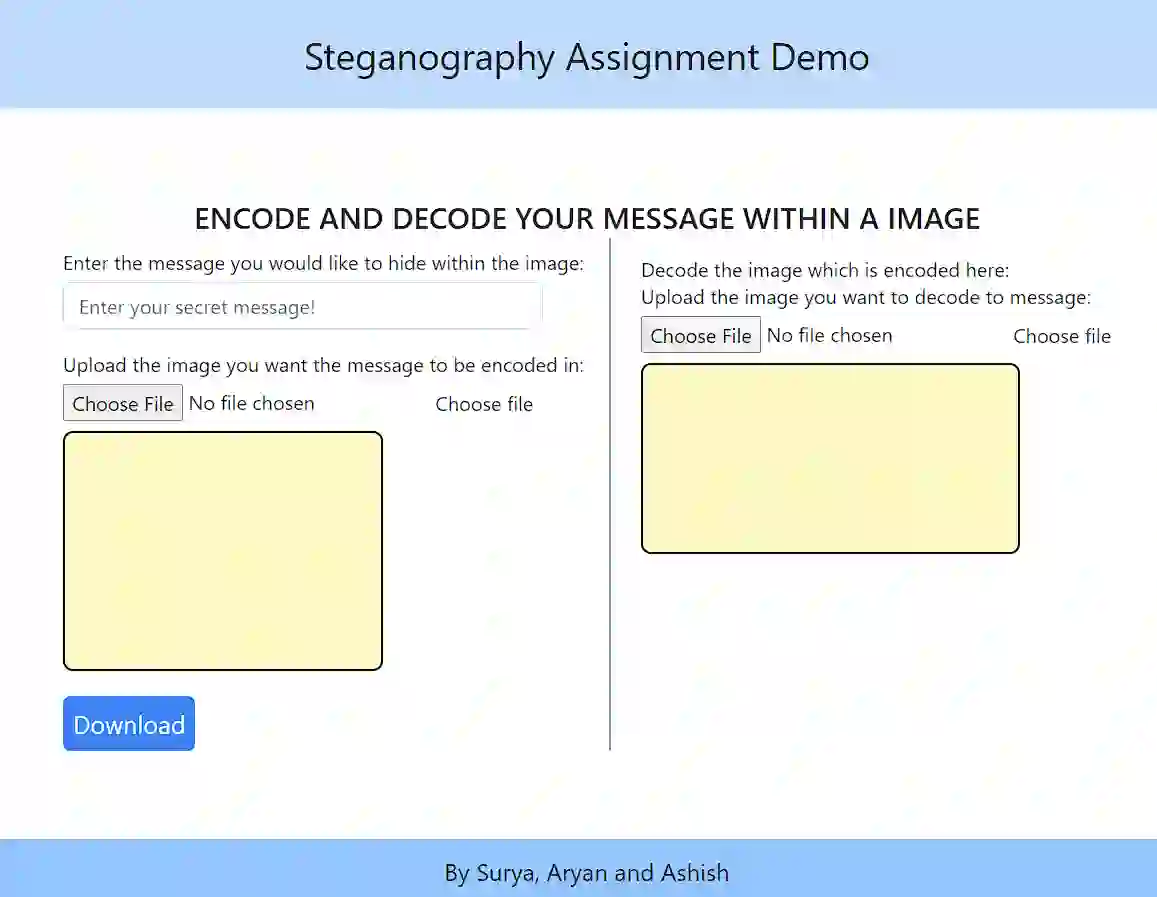 Steganography Assignment Demo
ENCODE AND DECODE YOUR MESSAGE WITHIN A IMAGE
Enter the message you would like to hide within the image:
Enter your secret message!
Upload the image you want the message to be encoded in:
Choose File No file chosen Choose file
Download
Decode the image which is encoded here:
Upload the image you want to decode to message:
Choose File No file chosen Choose file
By Surya, Aryan and Ashish